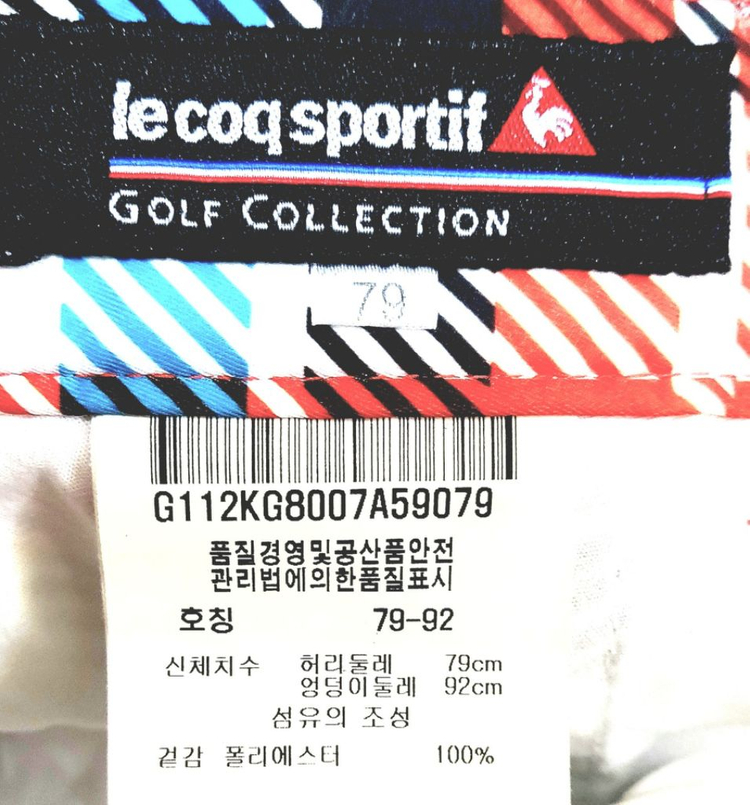 le coq sportif
GOLF COLLECTION
79
G112KG8007A59079
품질경영및공산품안전
관리법에의한품질표시
호칭 79-92
신체치수 허리둘레 79cm
엉덩이둘레 92cm
섬유의 조성
겉감 폴리에스터 100%